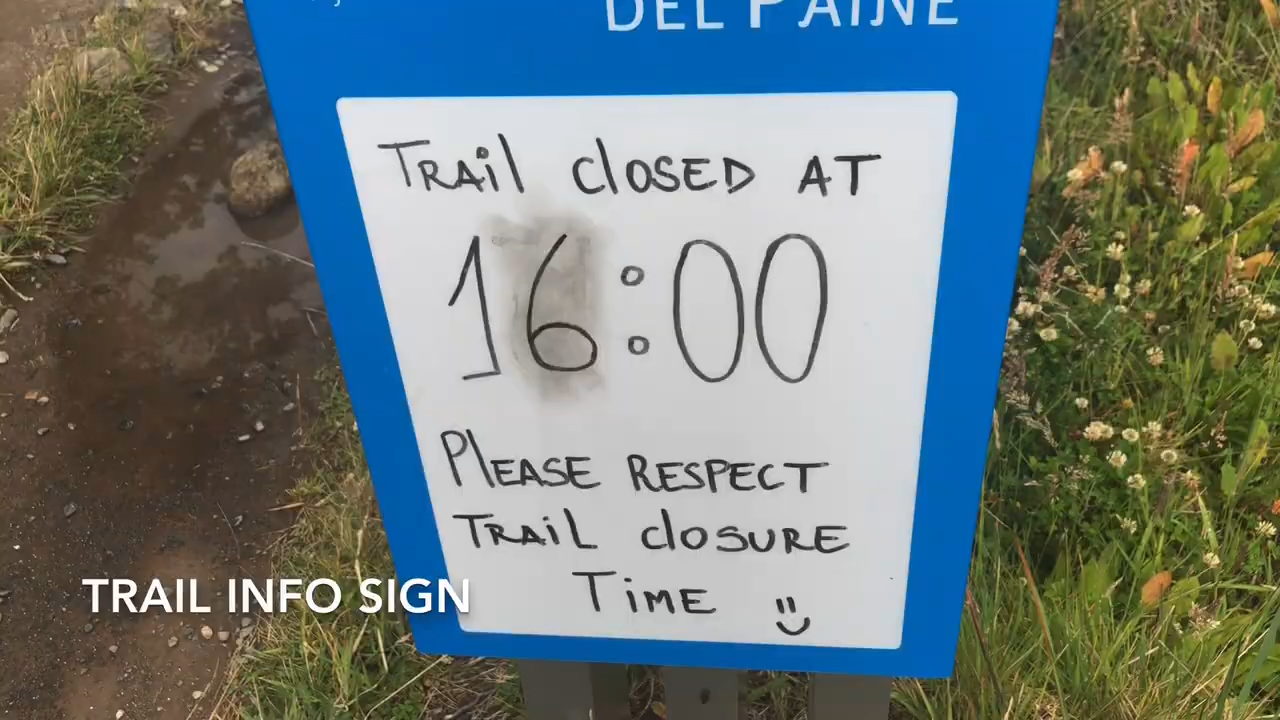 DEL PAINE
TRAil closED AT
16:00
PlEASE RESPECT
TRAiL closURE
TiME
TRAIL INFO SIGN